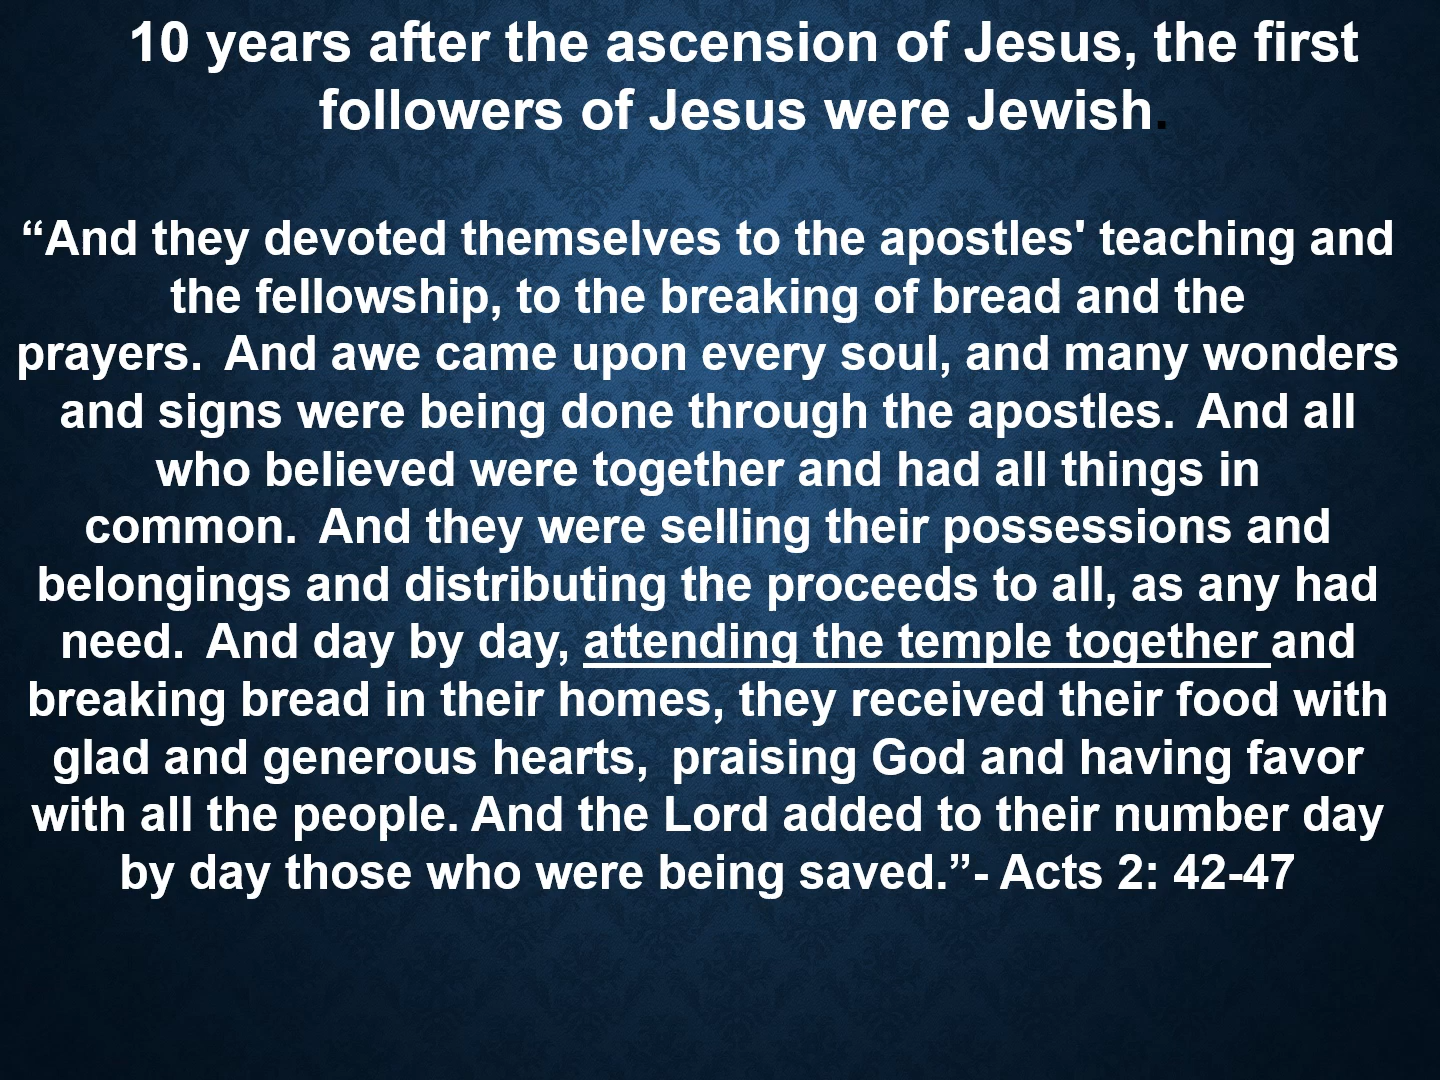 10 years after the ascension of Jesus, the first
followers of Jesus were Jewish.
“And they devoted themselves to the apostles' teaching and
the fellowship, to the breaking of bread and the
prayers.  And awe came upon every soul, and many wonders
and signs were being done through the apostles.  And all
who believed were together and had all things in
common.  And they were selling their possessions and
belongings and distributing the proceeds to all, as any had
need.  And day by day, attending the temple together and
breaking bread in their homes, they received their food with
glad and generous hearts,  praising God and having favor
with all the people. And the Lord added to their number day
by day those who were being saved.”- Acts 2: 42-47